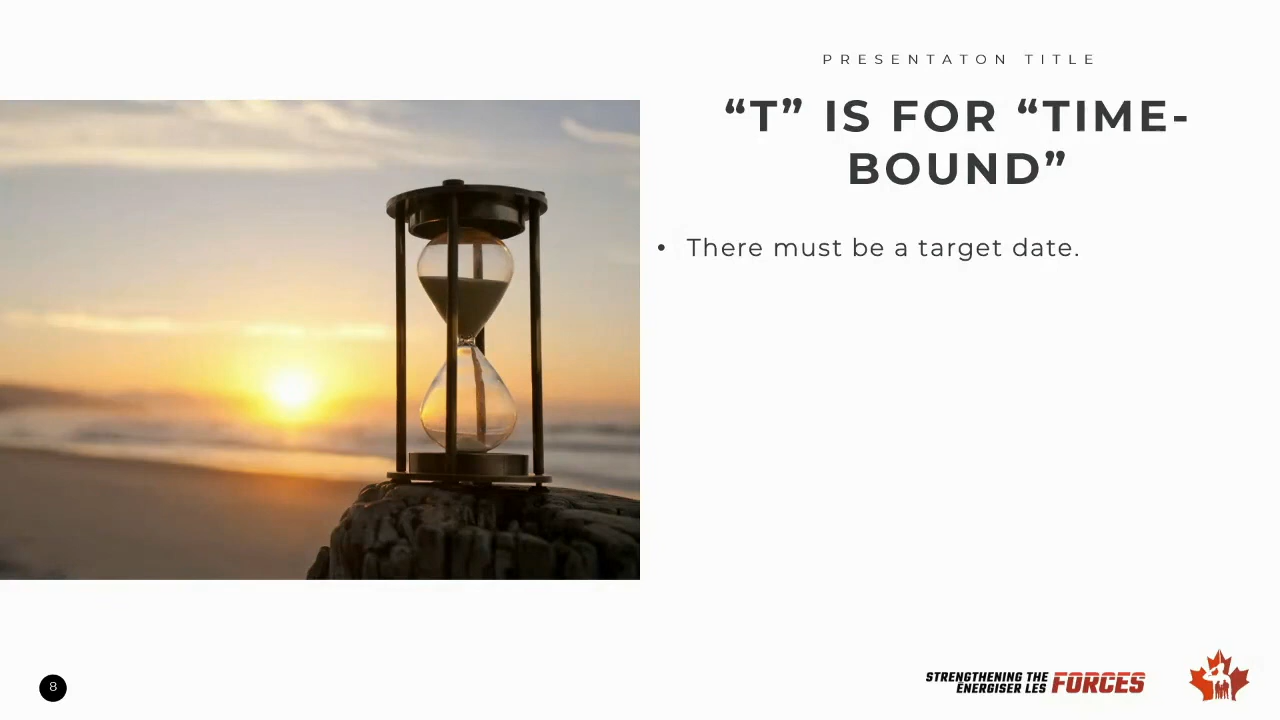 PRESENTATON TITLE
“T” IS FOR “TIME-
BOUND”
• There must be a target date.
8
STRENGTHENING THE
ENERGISER LES
FORCES